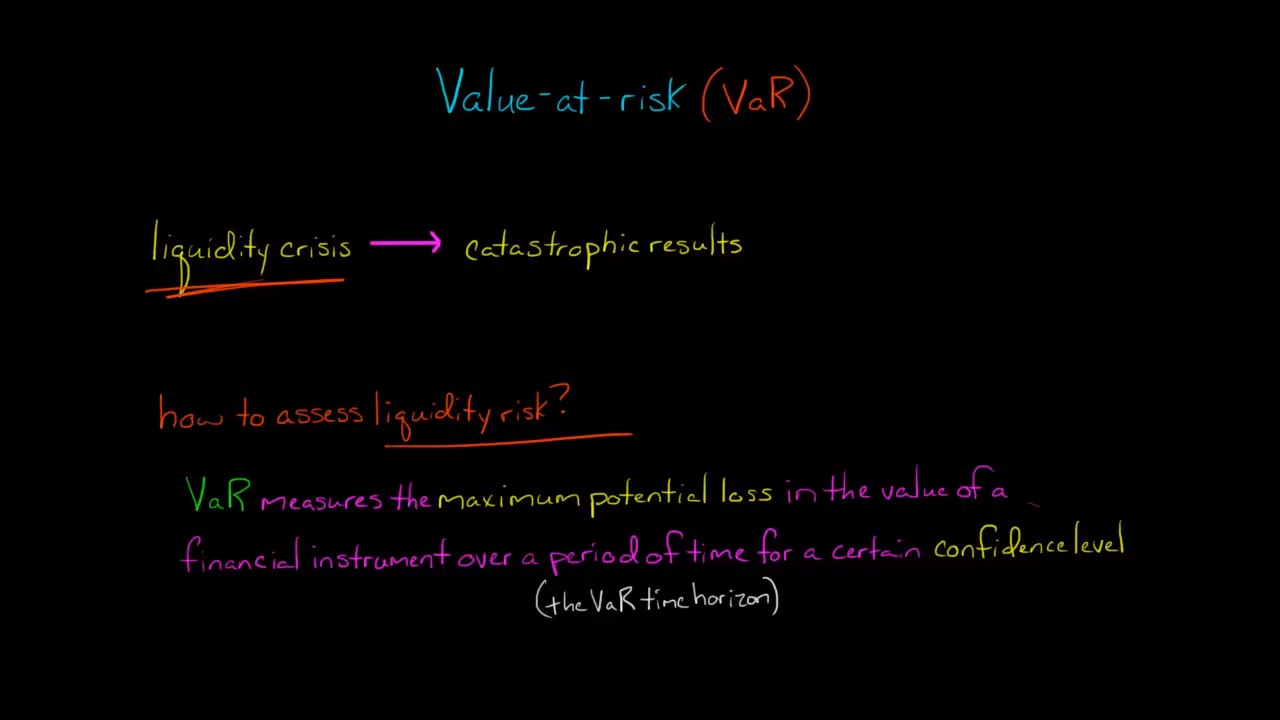 Value-at-risk (VaR)
liquidity crisis → catastrophic results
how to assess liquidity risk?
VaR measures the maximum potential loss in the value of a
financial instrument over a period of time for a certain confidence level
(the VaR time horizon)